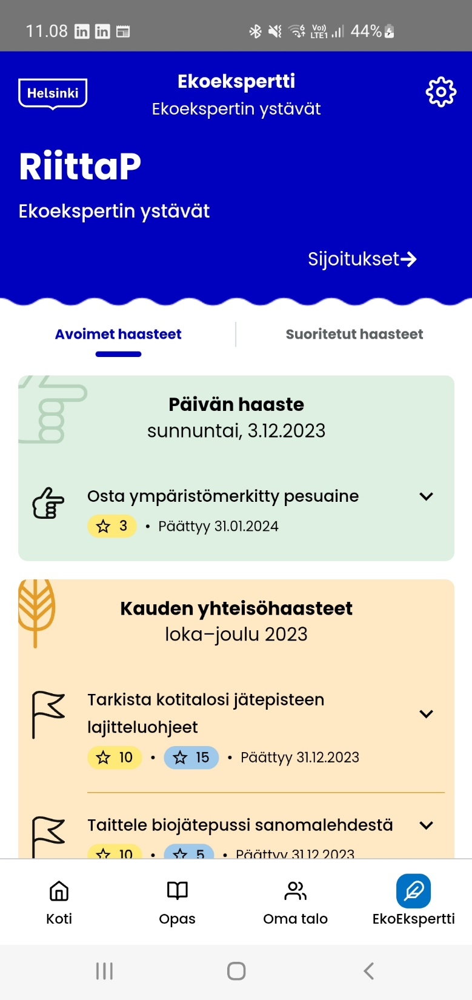 11.08
Vo))
LTE1
44%
Helsinki
Ekoekspertti
Ekoekspertin ystävät
RiittaP
Ekoekspertin ystävät
Sijoitukset
Avoimet haasteet
Suoritetut haasteet
Päivän haaste
sunnuntai, 3.12.2023
Osta ympäristömerkitty pesuaine
3 • Päättyy 31.01.2024
Kauden yhteisöhaasteet
loka–joulu 2023
Tarkista kotitalosi jätepisteen
lajitteluohjeet
10 • 15 • Päättyy 31.12.2023
Taittele biojätepussi sanomalehdestä
10 • 5 • Päättyy 31.12.2023
Koti
Opas
Oma talo
EkoEkspertti